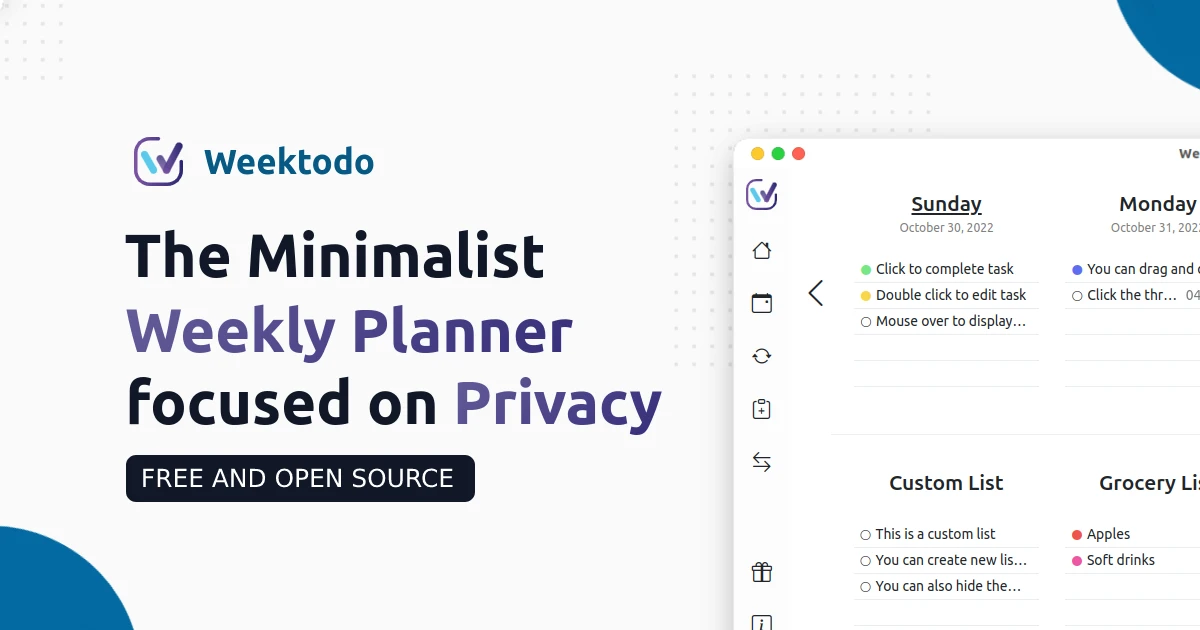 Weektodo
The Minimalist
Weekly Planner
focused on Privacy
FREE AND OPEN SOURCE
We
Sunday
October 30, 2022
Click to complete task
Double click to edit task
Mouse over to display...
Monday
October 31, 202
You can drag and
Click the thr... 04
Custom List
This is a custom list
You can create new lis...
You can also hide the...
Grocery Lis
Apples
Soft drinks